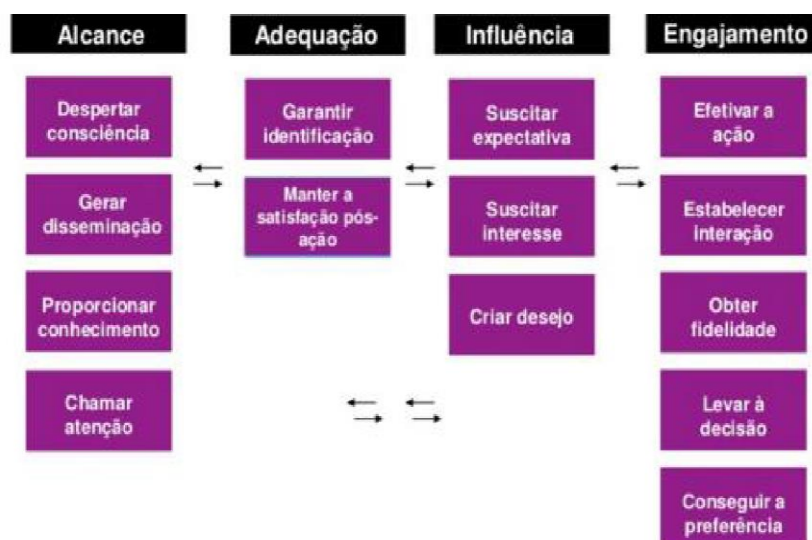 Alcance
Despertar
consciência
Gerar
disseminação
Proporcionar
conhecimento
Chamar
atenção
Adequação
Garantir
identificação
Manter a
satisfação pós-
ação
Influência
Suscitar
expectativa
Suscitar
interesse
Criar desejo
Engajamento
Efetivar a
ação
Estabelecer
interação
Obter
fidelidade
Levar à
decisão
Conseguir a
preferência